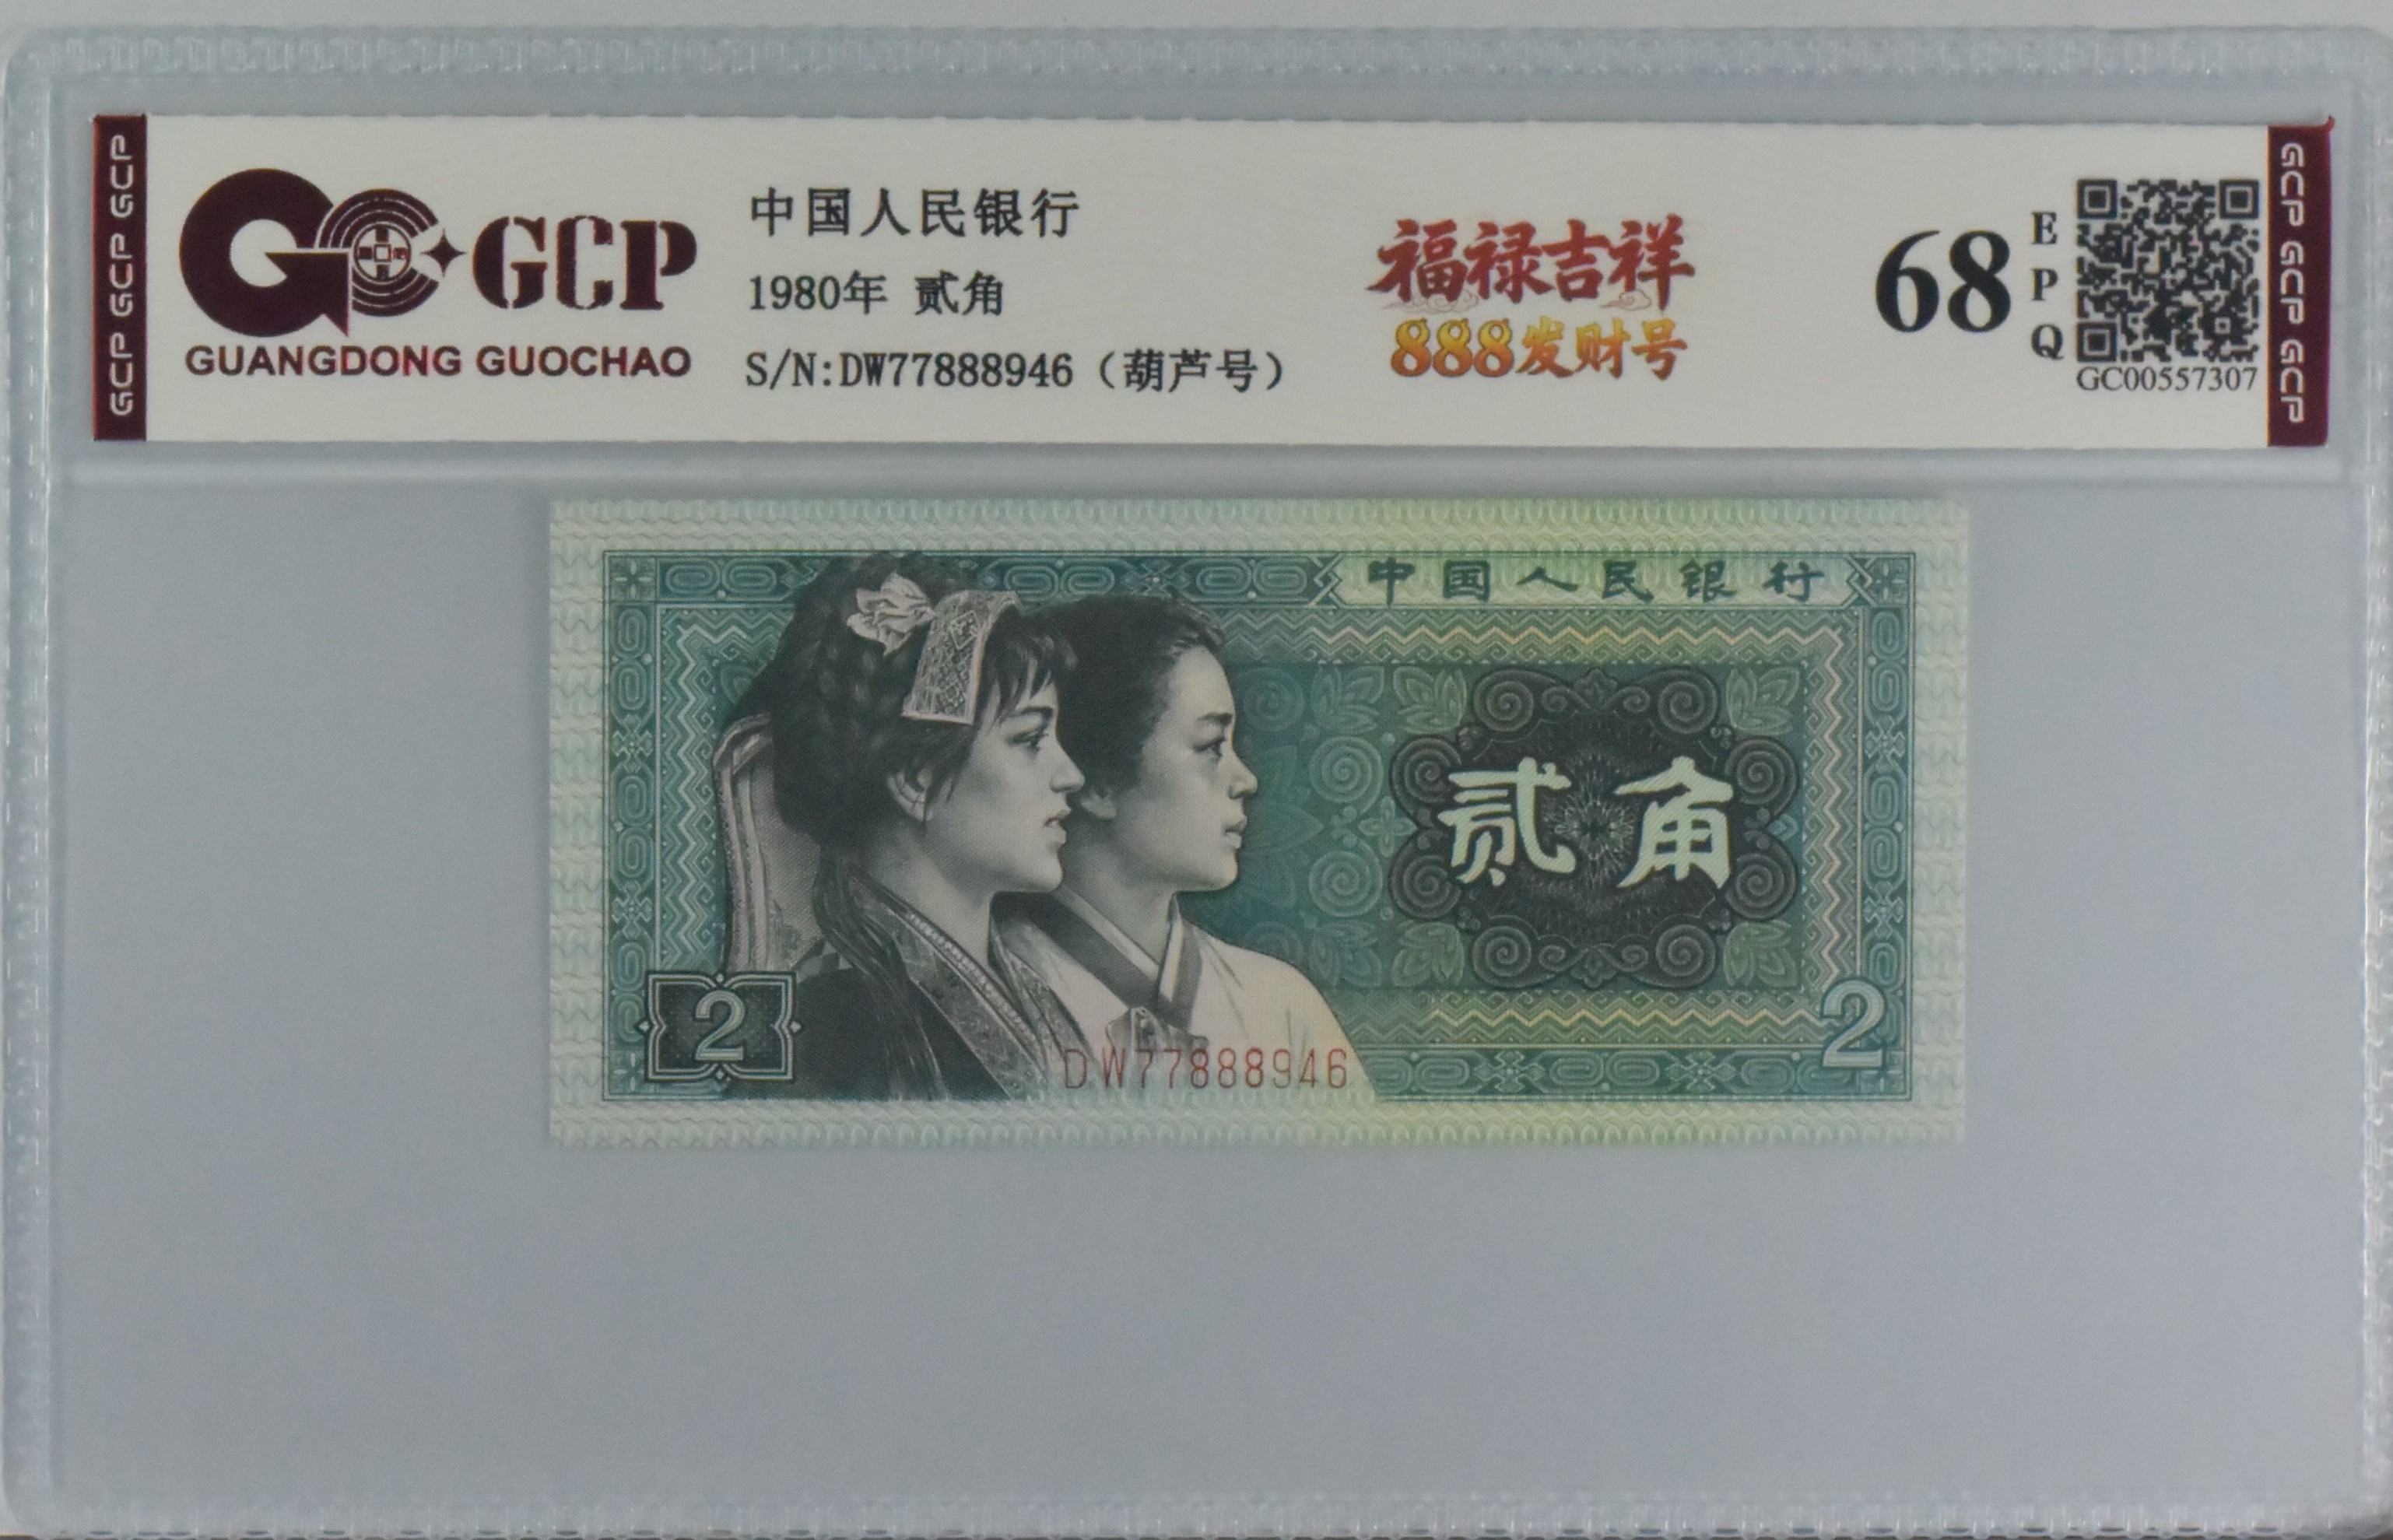 GCP GCP GCP
GCP
GUANGDONG GUOCHAO
中国人民银行
1980年 贰角
S/N:DW77888946（葫芦号）
福禄吉祥
888发财号
68
E
P
Q
GC00557307
GCP GCP GCP
中国人民银行
贰角
2
2
DW77888946